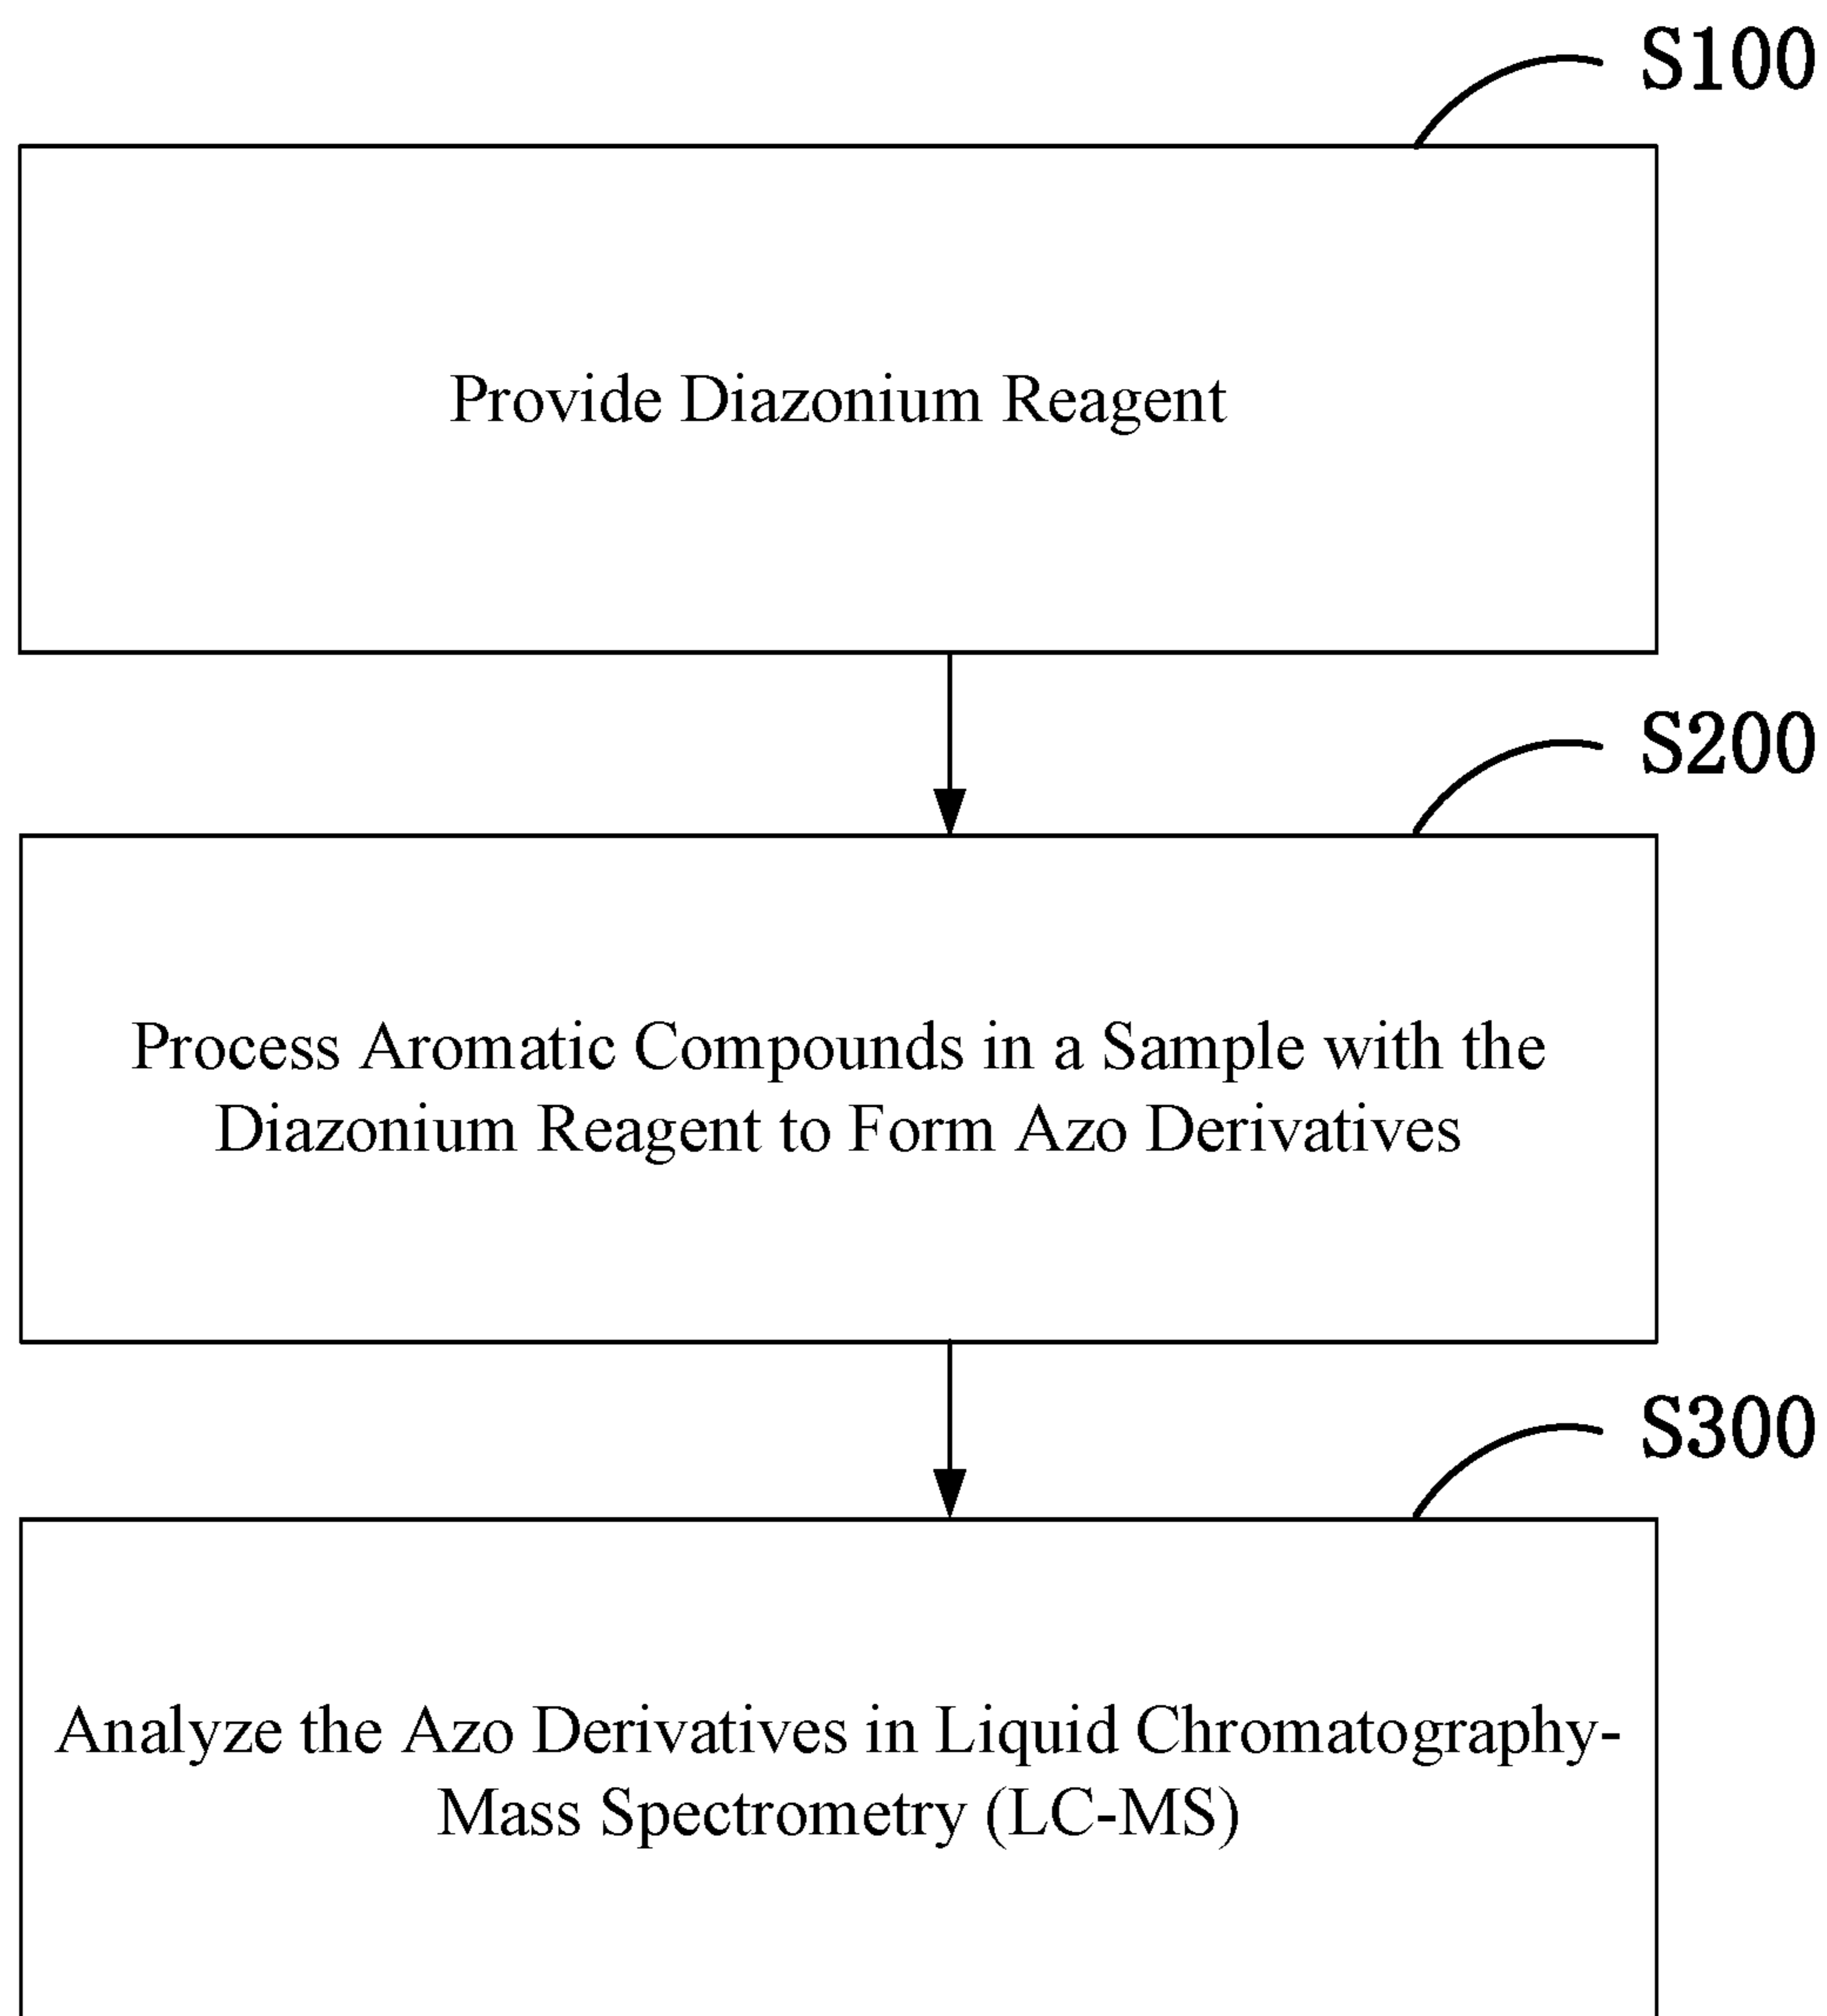 S100
Provide Diazonium Reagent
S200
Process Aromatic Compounds in a Sample with the
Diazonium Reagent to Form Azo Derivatives
S300
Analyze the Azo Derivatives in Liquid Chromatography-
Mass Spectrometry (LC-MS)